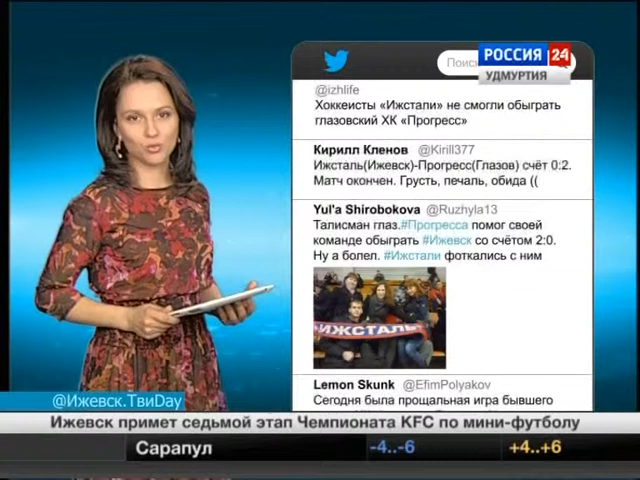 Поиск
РОССИЯ 24
УДМУРТИЯ
@izhlife
Хоккеисты «Ижстали» не смогли обыграть
глазовский ХК «Прогресс»
Кирилл Кленов @Kirill377
Ижсталь(Ижевск)-Прогресс(Глазов) счёт 0:2.
Матч окончен. Грусть, печаль, обида ((
Yul'a Shirobokova @Ruzhyla13
Талисман глаз.#Прогресса помог своей
команде обыграть #Ижевск со счётом 2:0.
Ну а болел. #Ижстали фоткались с ним
ИЖСТАЛЬ
Lemon Skunk @EfimPolyakov
Сегодня была прощальная игра бывшего
@Ижевск.ТвиDay
Ижевск примет седьмой этап Чемпионата KFC по мини-футболу
Сарапул -4..-6 +4..+6